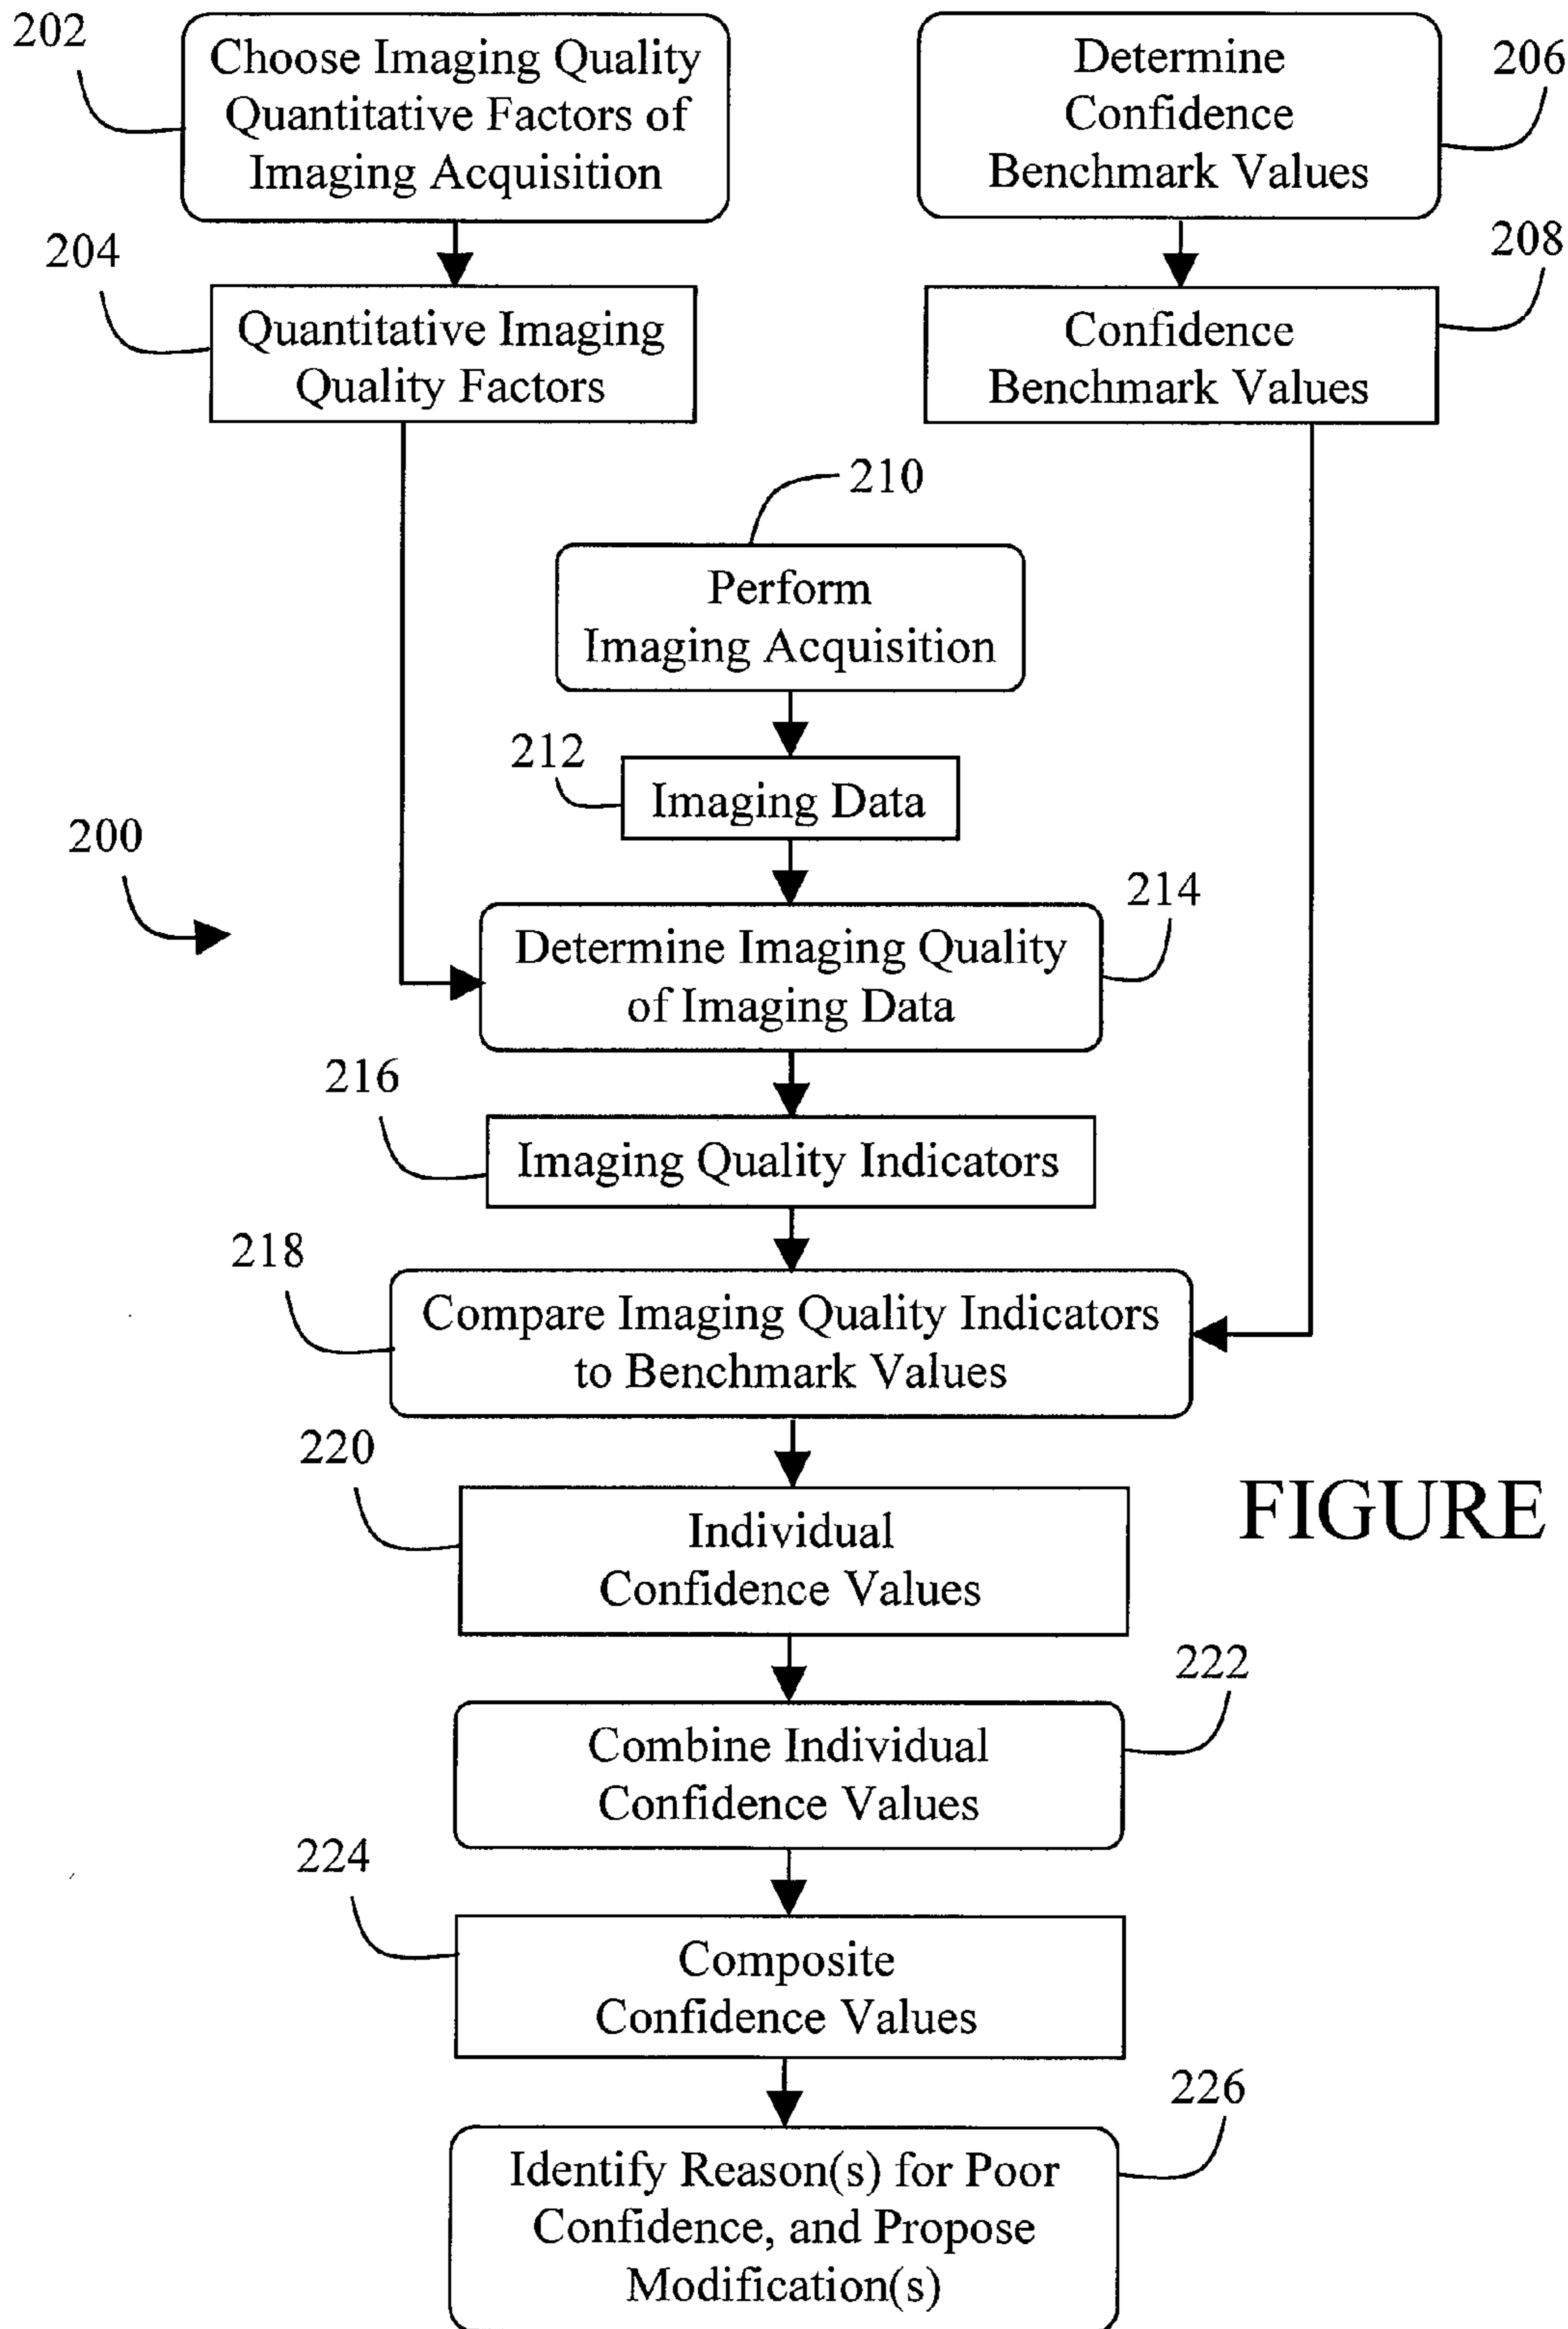 202
Choose Imaging Quality
Quantitative Factors of
Imaging Acquisition
206
Determine
Confidence
Benchmark Values
204
Quantitative Imaging
Quality Factors
208
Confidence
Benchmark Values
210
Perform
Imaging Acquisition
212
Imaging Data
200
214
Determine Imaging Quality
of Imaging Data
216
Imaging Quality Indicators
218
Compare Imaging Quality Indicators
to Benchmark Values
220
Individual
Confidence Values
FIGURE
222
Combine Individual
Confidence Values
224
Composite
Confidence Values
226
Identify Reason(s) for Poor
Confidence, and Propose
Modification(s)